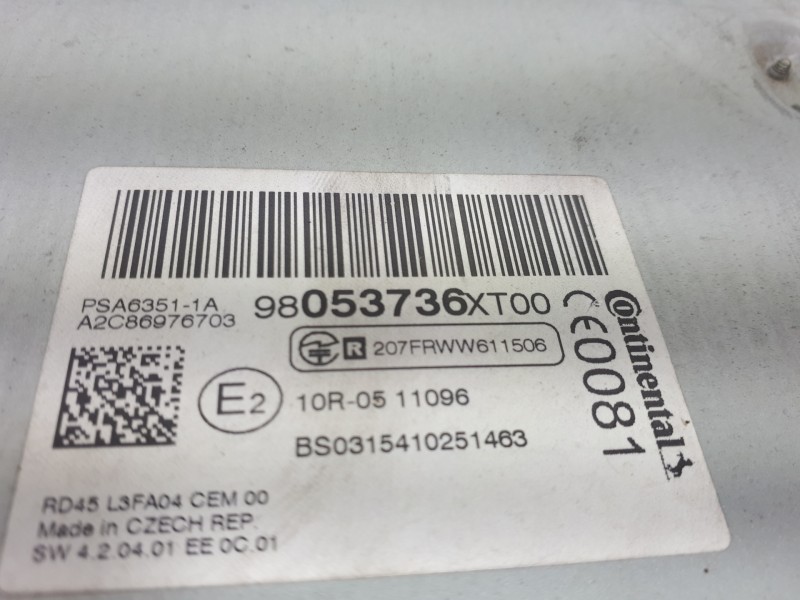 PSA6351-1A
A2C86976703
98053736XT00
R 207FRWW611506
E2
10R-05 11096
BS0315410251463
CE0081
Continental
RD45 L3FA04 CEM 00
Made in CZECH REP.
SW 4.2.04.01 EE 0C.01